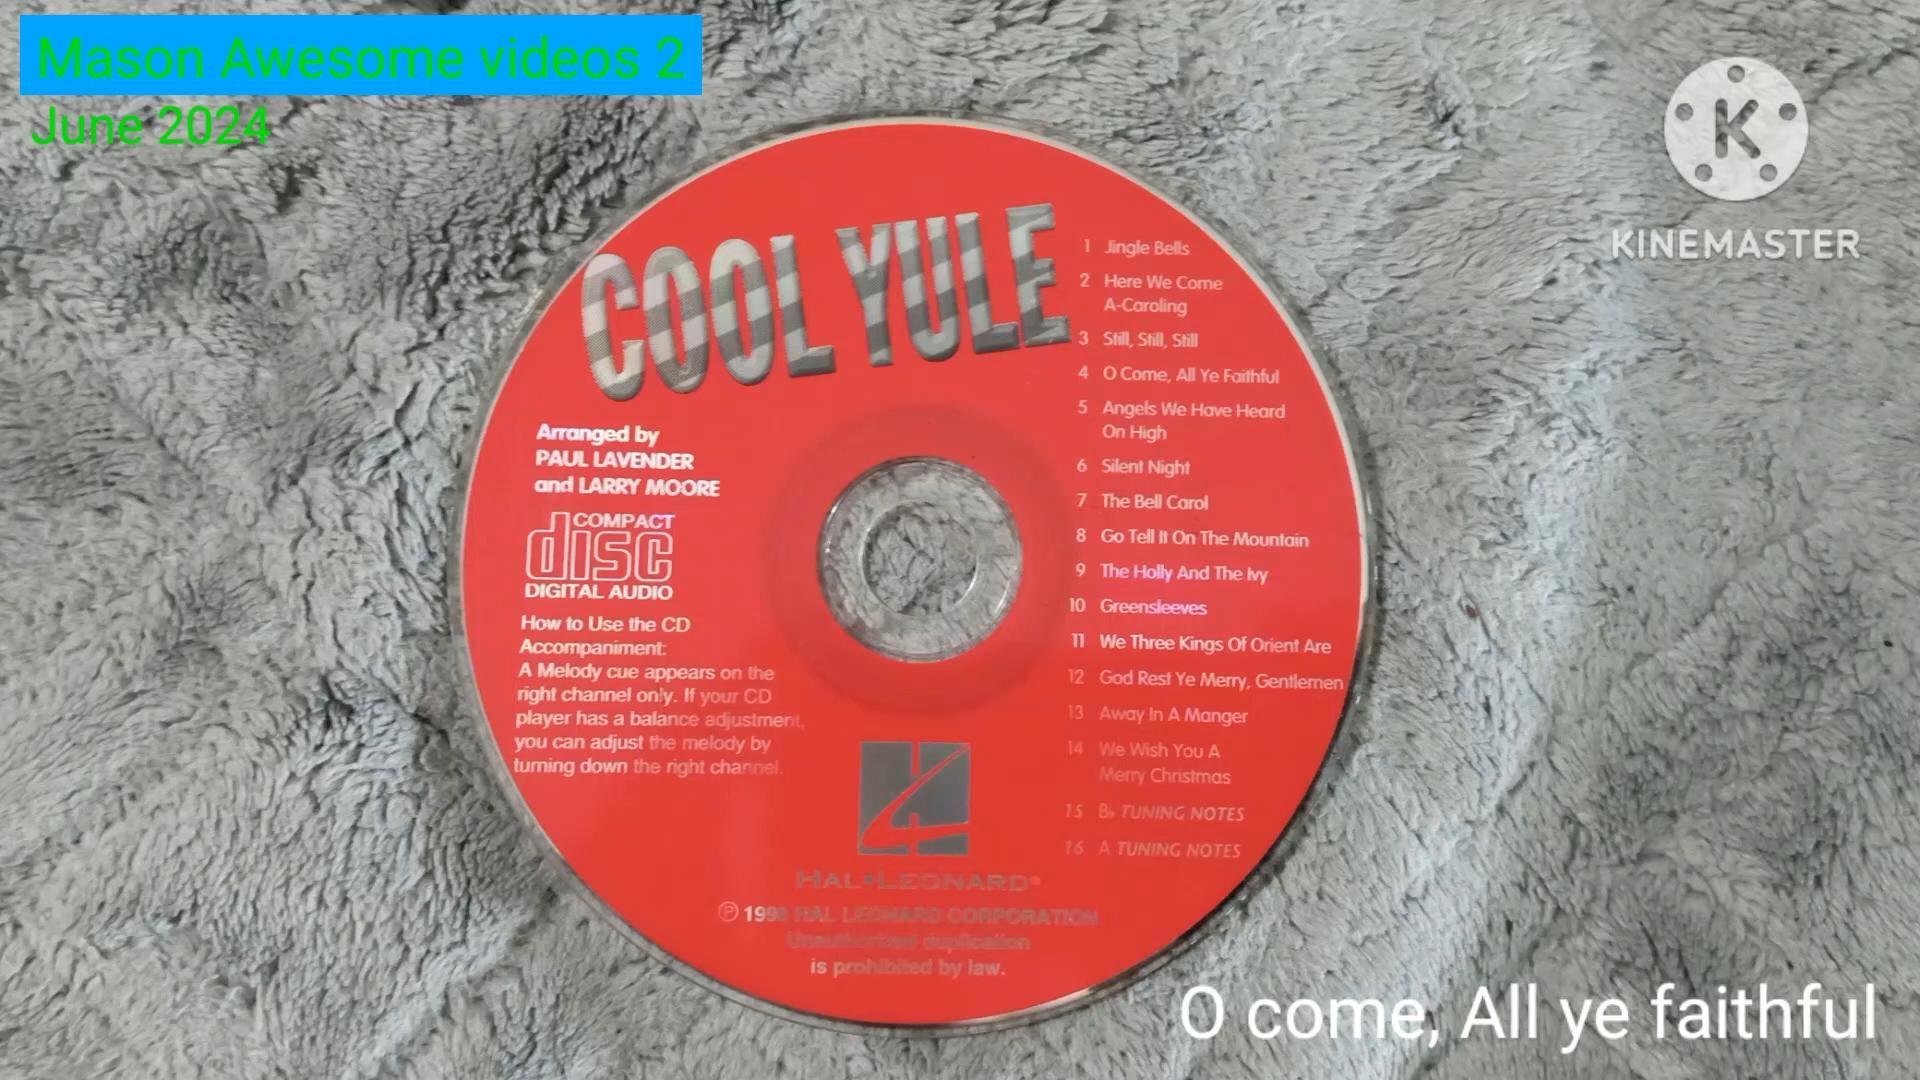 Mason Awesome videos 2
June 2024
K
KINEMASTER
COOL YULE
Arranged by
PAUL LAVENDER
and LARRY MOORE
COMPACT
disc
DIGITAL AUDIO
How to Use the CD
Accompaniment:
A Melody cue appears on the
right channel only. If your CD
player has a balance adjustment,
you can adjust the melody by
turning down the right channel.
1 Jingle Bells
2 Here We Come
A-Caroling
3 Still, Still, Still
4 O Come, All Ye Faithful
5 Angels We Have Heard
On High
6 Silent Night
7 The Bell Carol
8 Go Tell It On The Mountain
9 The Holly And The Ivy
10 Greensleeves
11 We Three Kings Of Orient Are
12 God Rest Ye Merry, Gentlemen
13 Away In A Manger
14 We Wish You A
Merry Christmas
15 B♭ TUNING NOTES
16 A TUNING NOTES
HAL•LEONARD®
℗ 1998 HAL LEONARD CORPORATION
Unauthorized duplication
is prohibited by law.
O come, All ye faithful